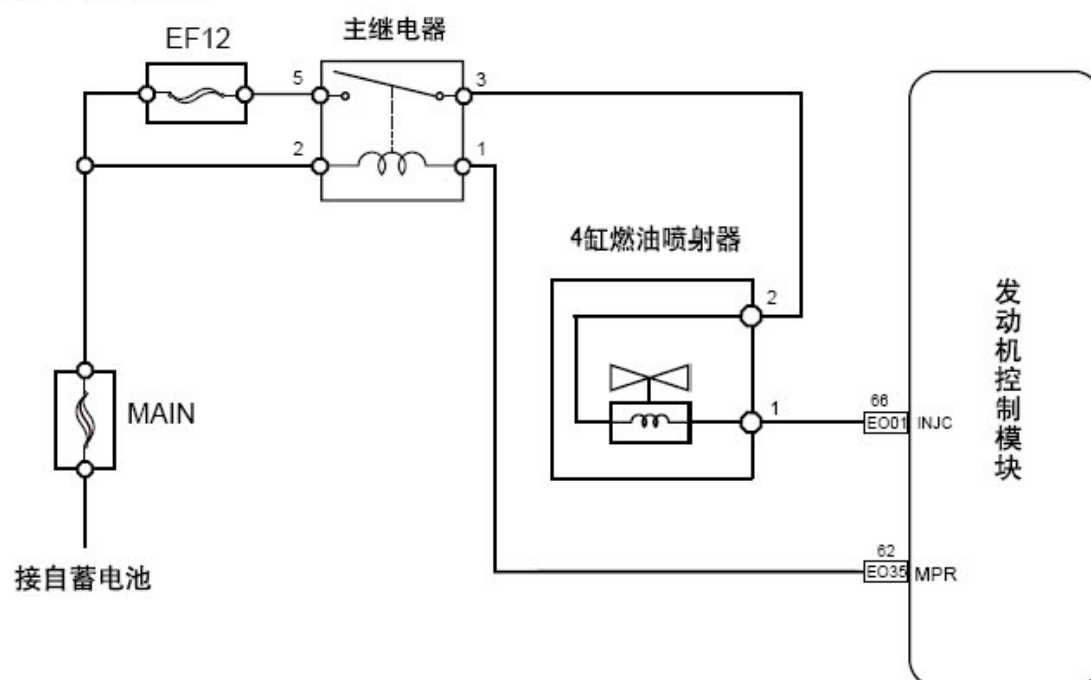 主继电器
EF12
5
3
2
1
4缸燃油喷射器
2
发动机控制模块
MAIN
1
66
EO01
INJC
62
EO35
MPR
接自蓄电池